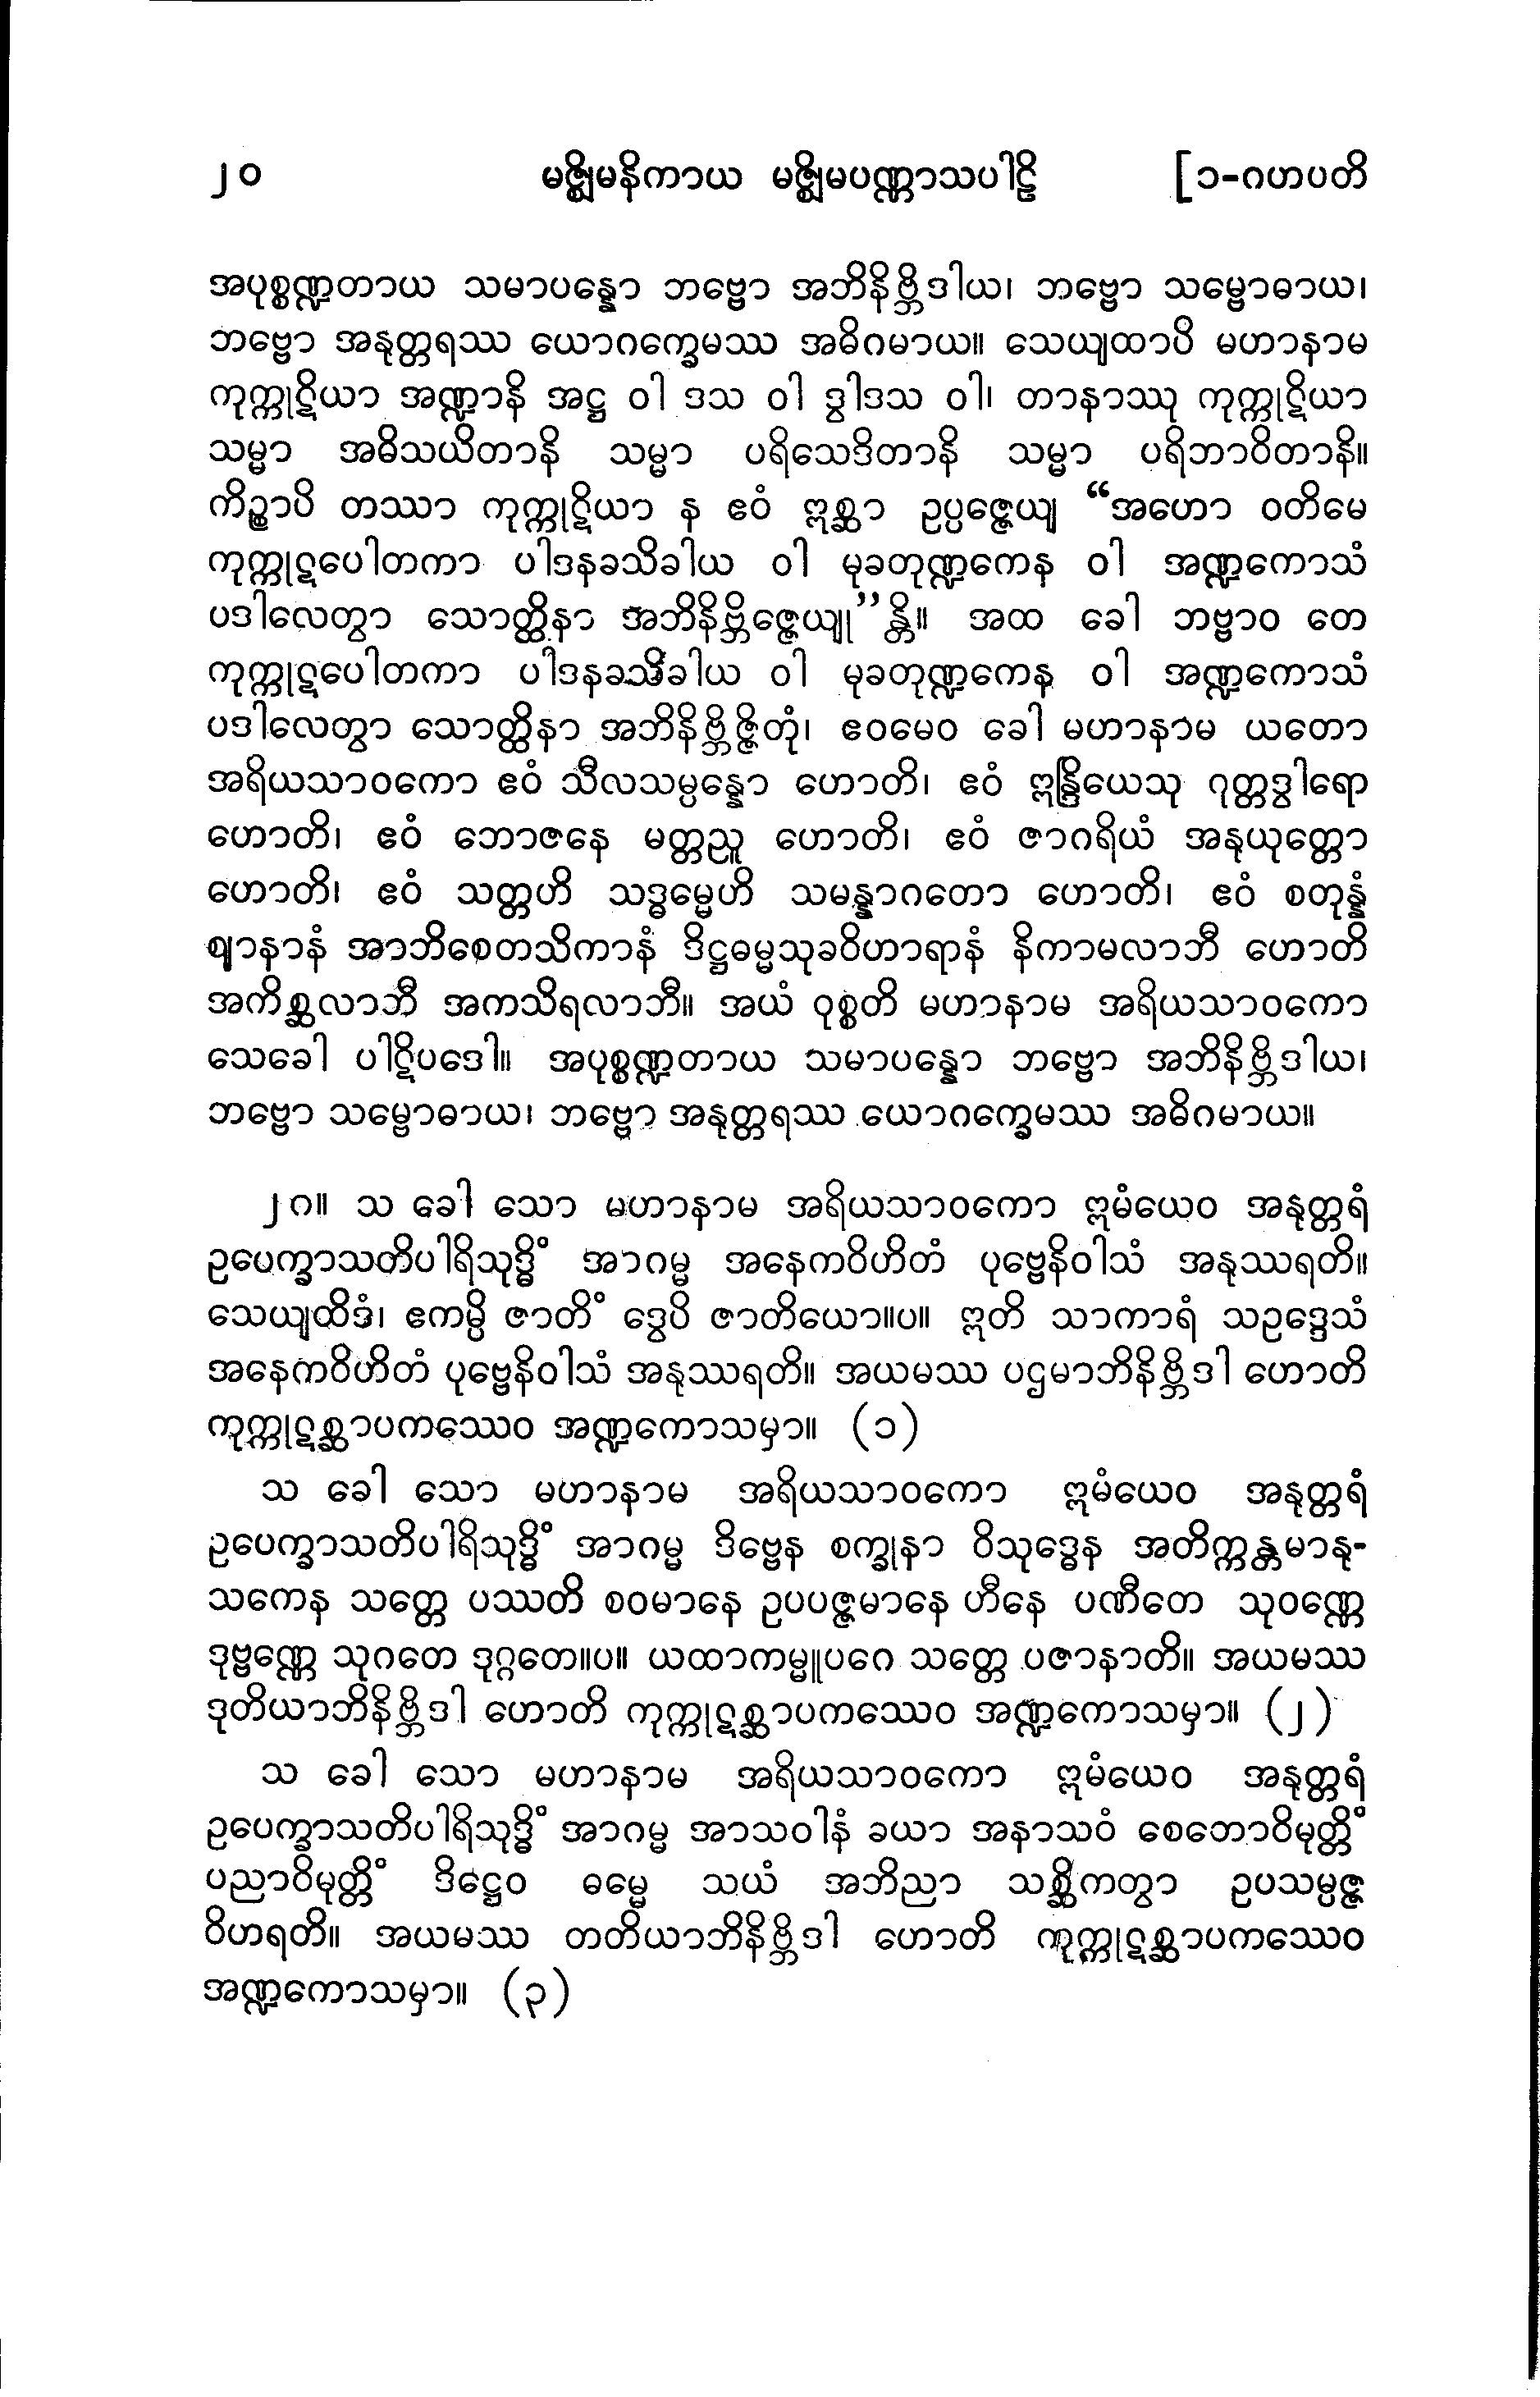 ၂၀ မဇ္ဈိမနိကာယ မဇ္ဈိမပဏ္ဏာသပါဠိ [၁-ဂဟပတိ
အပုစ္စဏ္ဍတာယ သမာပန္နော ဘဗ္ဗော အဘိနိဗ္ဘိဒါယ၊ ဘဗ္ဗော သမ္ဗောဓာယ၊
ဘဗ္ဗော အနုတ္တရဿ ယောဂက္ခေမဿ အဓိဂမာယ။ သေယျထာပိ မဟာနာမ
ကုက္ကုဋိယာ အဏ္ဍာနိ အဋ္ဌ ဝါ ဒသ ဝါ ဒွါဒသ ဝါ၊ တာနာဿု ကုက္ကုဋိယာ
သမ္မာ အဓိသယိတာနိ သမ္မာ ပရိသေဒိတာနိ သမ္မာ ပရိဘာဝိတာနိ။
ကိဉ္စာပိ တဿာ ကုက္ကုဋိယာ န ဧဝံ ဣစ္ဆာ ဥပ္ပဇ္ဇေယျ “အဟော ဝတိမေ
ကုက္ကုဋပေါတကာ ပါဒနခသိခါယ ဝါ မုခတုဏ္ဍကေန ဝါ အဏ္ဍကောသံ
ပဒါလေတွာ သောတ္ထိနာ အဘိနိဗ္ဘိဇ္ဇေယျု”န္တိ။ အထ ခေါ ဘဗ္ဗာဝ တေ
ကုက္ကုဋပေါတကာ ပါဒနခသိခါယ ဝါ မုခတုဏ္ဍကေန ဝါ အဏ္ဍကောသံ
ပဒါလေတွာ သောတ္ထိနာ အဘိနိဗ္ဘိဇ္ဇိတုံ၊ ဧဝမေဝ ခေါ မဟာနာမ ယတော
အရိယသာဝကော ဧဝံ သီလသမ္ပန္နော ဟောတိ၊ ဧဝံ ဣန္ဒြိယေသု ဂုတ္တဒွါရော
ဟောတိ၊ ဧဝံ ဘောဇနေ မတ္တညူ ဟောတိ၊ ဧဝံ ဇာဂရိယံ အနုယုတ္တော
ဟောတိ၊ ဧဝံ သတ္တဟိ သဒ္ဓမ္မေဟိ သမန္နာဂတော ဟောတိ၊ ဧဝံ စတုန္နံ
ဈာနာနံ အာဘိစေတသိကာနံ ဒိဋ္ဌဓမ္မသုခဝိဟာရာနံ နိကာမလာဘီ ဟောတိ
အကိစ္ဆလာဘီ အကသိရလာဘီ။ အယံ ဝုစ္စတိ မဟာနာမ အရိယသာဝကော
သေခေါ ပါဋိပဒေါ။ အပုစ္စဏ္ဍတာယ သမာပန္နော ဘဗ္ဗော အဘိနိဗ္ဘိဒါယ၊
ဘဗ္ဗော သမ္ဗောဓာယ၊ ဘဗ္ဗော အနုတ္တရဿ ယောဂက္ခေမဿ အဓိဂမာယ။
၂၇။ သ ခေါ သော မဟာနာမ အရိယသာဝကော ဣမံယေဝ အနုတ္တရံ
ဥပေက္ခာသတိပါရိသုဒ္ဓိံ အာဂမ္မ အနေကဝိဟိတံ ပုဗ္ဗေနိဝါသံ အနုဿရတိ။
သေယျထိဒံ၊ ဧကမ္ပိ ဇာတိံ ဒွေပိ ဇာတိယော။ပ။ ဣတိ သာကာရံ သဥဒ္ဒေသံ
အနေကဝိဟိတံ ပုဗ္ဗေနိဝါသံ အနုဿရတိ။ အယမဿ ပဌမာဘိနိဗ္ဘိဒါ ဟောတိ
ကုက္ကုဋစ္ဆာပကဿေဝ အဏ္ဍကောသမှာ။ (၁)
သ ခေါ သော မဟာနာမ အရိယသာဝကော ဣမံယေဝ အနုတ္တရံ
ဥပေက္ခာသတိပါရိသုဒ္ဓိံ အာဂမ္မ ဒိဗ္ဗေန စက္ခုနာ ဝိသုဒ္ဓေန အတိက္ကန္တမာနု-
သကေန သတ္တေ ပဿတိ စဝမာနေ ဥပပဇ္ဇမာနေ ဟီနေ ပဏီတေ သုဝဏ္ဏေ
ဒုဗ္ဗဏ္ဏေ သုဂတေ ဒုဂ္ဂတေ။ပ။ ယထာကမ္မူပဂေ သတ္တေ ပဇာနာတိ။ အယမဿ
ဒုတိယာဘိနိဗ္ဘိဒါ ဟောတိ ကုက္ကုဋစ္ဆာပကဿေဝ အဏ္ဍကောသမှာ။ (၂)
သ ခေါ သော မဟာနာမ အရိယသာဝကော ဣမံယေဝ အနုတ္တရံ
ဥပေက္ခာသတိပါရိသုဒ္ဓိံ အာဂမ္မ အာသဝါနံ ခယာ အနာသဝံ စေတောဝိမုတ္တိံ
ပညာဝိမုတ္တိံ ဒိဋ္ဌေဝ ဓမ္မေ သယံ အဘိညာ သစ္ဆိကတွာ ဥပသမ္ပဇ္ဇ
ဝိဟရတိ။ အယမဿ တတိယာဘိနိဗ္ဘိဒါ ဟောတိ ကုက္ကုဋစ္ဆာပကဿေဝ
အဏ္ဍကောသမှာ။ (၃)